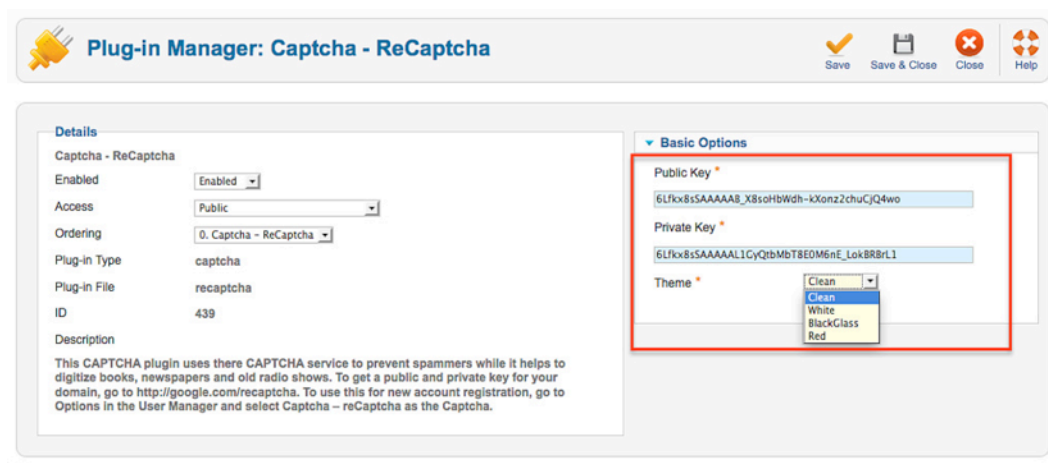 Plug-in Manager: Captcha - ReCaptcha
Save
Save & Close
Close
Help
Details
Captcha - ReCaptcha
Enabled
Enabled
Access
Public
Ordering
0. Captcha - ReCaptcha
Plug-in Type
captcha
Plug-in File
recaptcha
ID
439
Description
This CAPTCHA plugin uses there CAPTCHA service to prevent spammers while it helps to
digitize books, newspapers and old radio shows. To get a public and private key for your
domain, go to http://google.com/recaptcha. To use this for new account registration, go to
Options in the User Manager and select Captcha – reCaptcha as the Captcha.
Basic Options
Public Key *
6Lfkx8sSAAAAA8_X8soHbWdh-kXonz2chuCjQ4wo
Private Key *
6Lfkx8sSAAAAAL1GyQtbMbT8E0M6nE_LokBRBrL1
Theme *
Clean
Clean
White
BlackGlass
Red